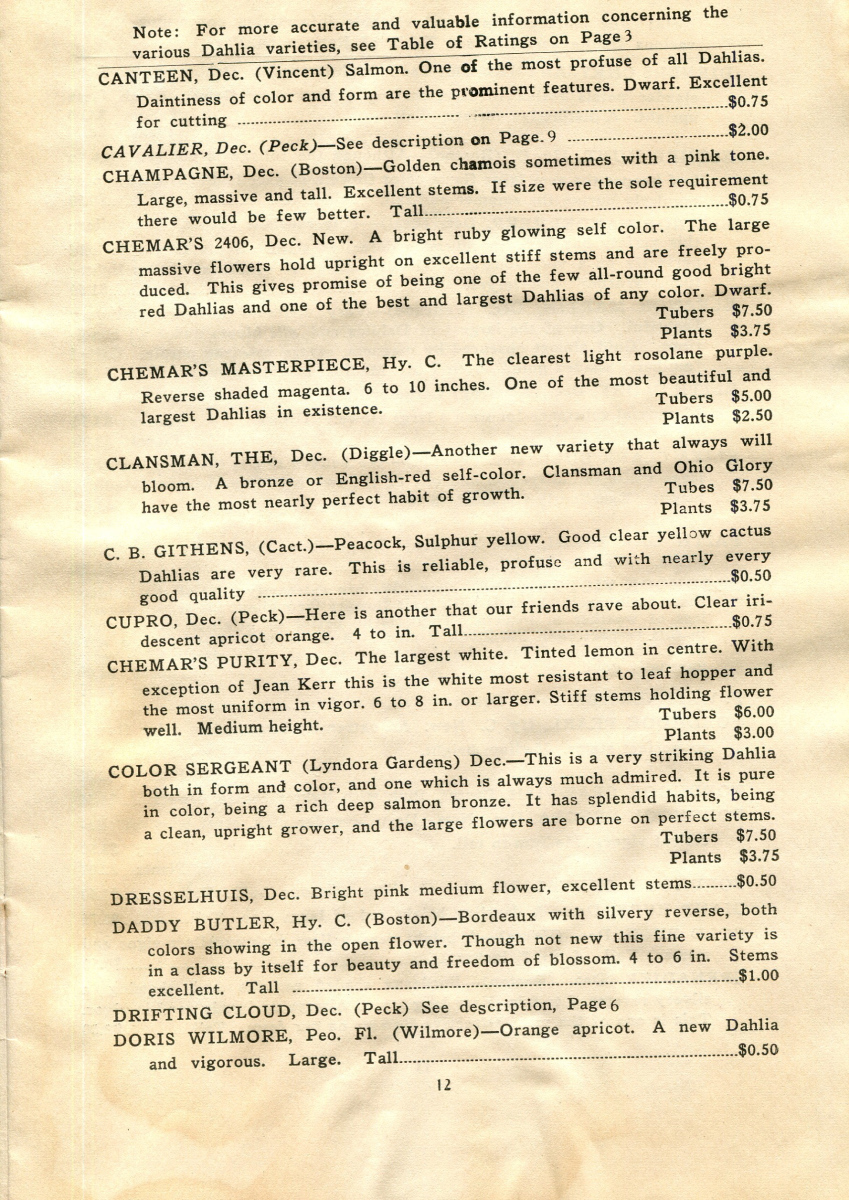 Note: For more accurate and valuable information concerning the
various Dahlia varieties, see Table of Ratings on Page 3
CANTEEN, Dec. (Vincent) Salmon. One of the most profuse of all Dahlias.
Daintiness of color and form are the prominent features. Dwarf. Excellent
for cutting ........ $0.75
CAVALIER, Dec. (Peck)—See description on Page 9 ........ $2.00
CHAMPAGNE, Dec. (Boston)—Golden chamois sometimes with a pink tone.
Large, massive and tall. Excellent stems. If size were the sole requirement
there would be few better. Tall........ $0.75
CHEMAR'S 2406, Dec. New. A bright ruby glowing self color. The large
massive flowers hold upright on excellent stiff stems and are freely pro-
duced. This gives promise of being one of the few all-round good bright
red Dahlias and one of the best and largest Dahlias of any color. Dwarf.
Tubers $7.50
Plants $3.75
CHEMAR'S MASTERPIECE, Hy. C. The clearest light rosolane purple.
Reverse shaded magenta. 6 to 10 inches. One of the most beautiful and
largest Dahlias in existence. Tubers $5.00
Plants $2.50
CLANSMAN, THE, Dec. (Diggle)—Another new variety that always will
bloom. A bronze or English-red self-color. Clansman and Ohio Glory
have the most nearly perfect habit of growth. Tubes $7.50
Plants $3.75
C. B. GITHENS, (Cact.)—Peacock, Sulphur yellow. Good clear yellow cactus
Dahlias are very rare. This is reliable, profuse and with nearly every
good quality ........ $0.50
CUPRO, Dec. (Peck)—Here is another that our friends rave about. Clear iri-
descent apricot orange. 4 to in. Tall........ $0.75
CHEMAR'S PURITY, Dec. The largest white. Tinted lemon in centre. With
exception of Jean Kerr this is the white most resistant to leaf hopper and
the most uniform in vigor. 6 to 8 in. or larger. Stiff stems holding flower
well. Medium height. Tubers $6.00
Plants $3.00
COLOR SERGEANT (Lyndora Gardens) Dec.—This is a very striking Dahlia
both in form and color, and one which is always much admired. It is pure
in color, being a rich deep salmon bronze. It has splendid habits, being
a clean, upright grower, and the large flowers are borne on perfect stems.
Tubers $7.50
Plants $3.75
DRESSELHUIS, Dec. Bright pink medium flower, excellent stems........ $0.50
DADDY BUTLER, Hy. C. (Boston)—Bordeaux with silvery reverse, both
colors showing in the open flower. Though not new this fine variety is
in a class by itself for beauty and freedom of blossom. 4 to 6 in. Stems
excellent. Tall ........ $1.00
DRIFTING CLOUD, Dec. (Peck) See description, Page 6
DORIS WILMORE, Peo. Fl. (Wilmore)—Orange apricot. A new Dahlia
and vigorous. Large. Tall........ $0.50
12